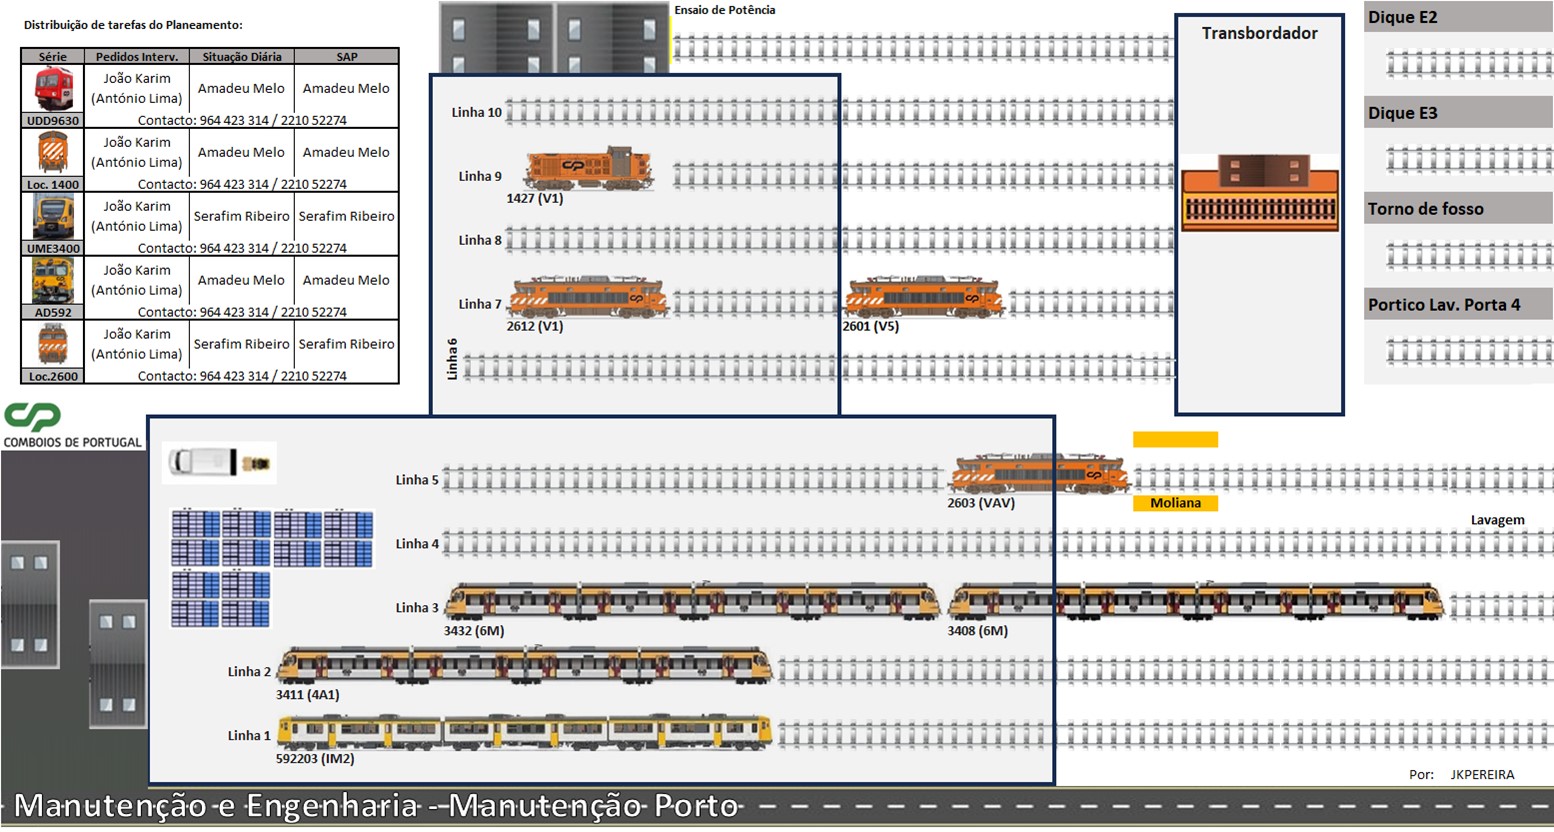 Distribuição de tarefas do Planeamento:
Série Pedidos Interv. Situação Diária SAP
João Karim
(António Lima) Amadeu Melo Amadeu Melo
UDD9630 Contacto: 964 423 314 / 2210 52274
João Karim
(António Lima) Amadeu Melo Amadeu Melo
Loc. 1400 Contacto: 964 423 314 / 2210 52274
João Karim
(António Lima) Serafim Ribeiro Serafim Ribeiro
UME3400 Contacto: 964 423 314 / 2210 52274
João Karim
(António Lima) Amadeu Melo Amadeu Melo
AD592 Contacto: 964 423 314 / 2210 52274
João Karim
(António Lima) Serafim Ribeiro Serafim Ribeiro
Loc.2600 Contacto: 964 423 314 / 2210 52274
Ensaio de Potência
Linha 10
Linha 9
1427 (V1)
Linha 8
Linha 7
2612 (V1)
2601 (V5)
Linha 6
Transbordador
Dique E2
Dique E3
Torno de fosso
Portico Lav. Porta 4
CP
COMBOIOS DE PORTUGAL
Linha 5
2603 (VAV)
Moliana
Lavagem
Linha 4
Linha 3
3432 (6M)
3408 (6M)
Linha 2
3411 (4A1)
Linha 1
592203 (IM2)
Por: JKPEREIRA
Manutenção e Engenharia - Manutenção Porto